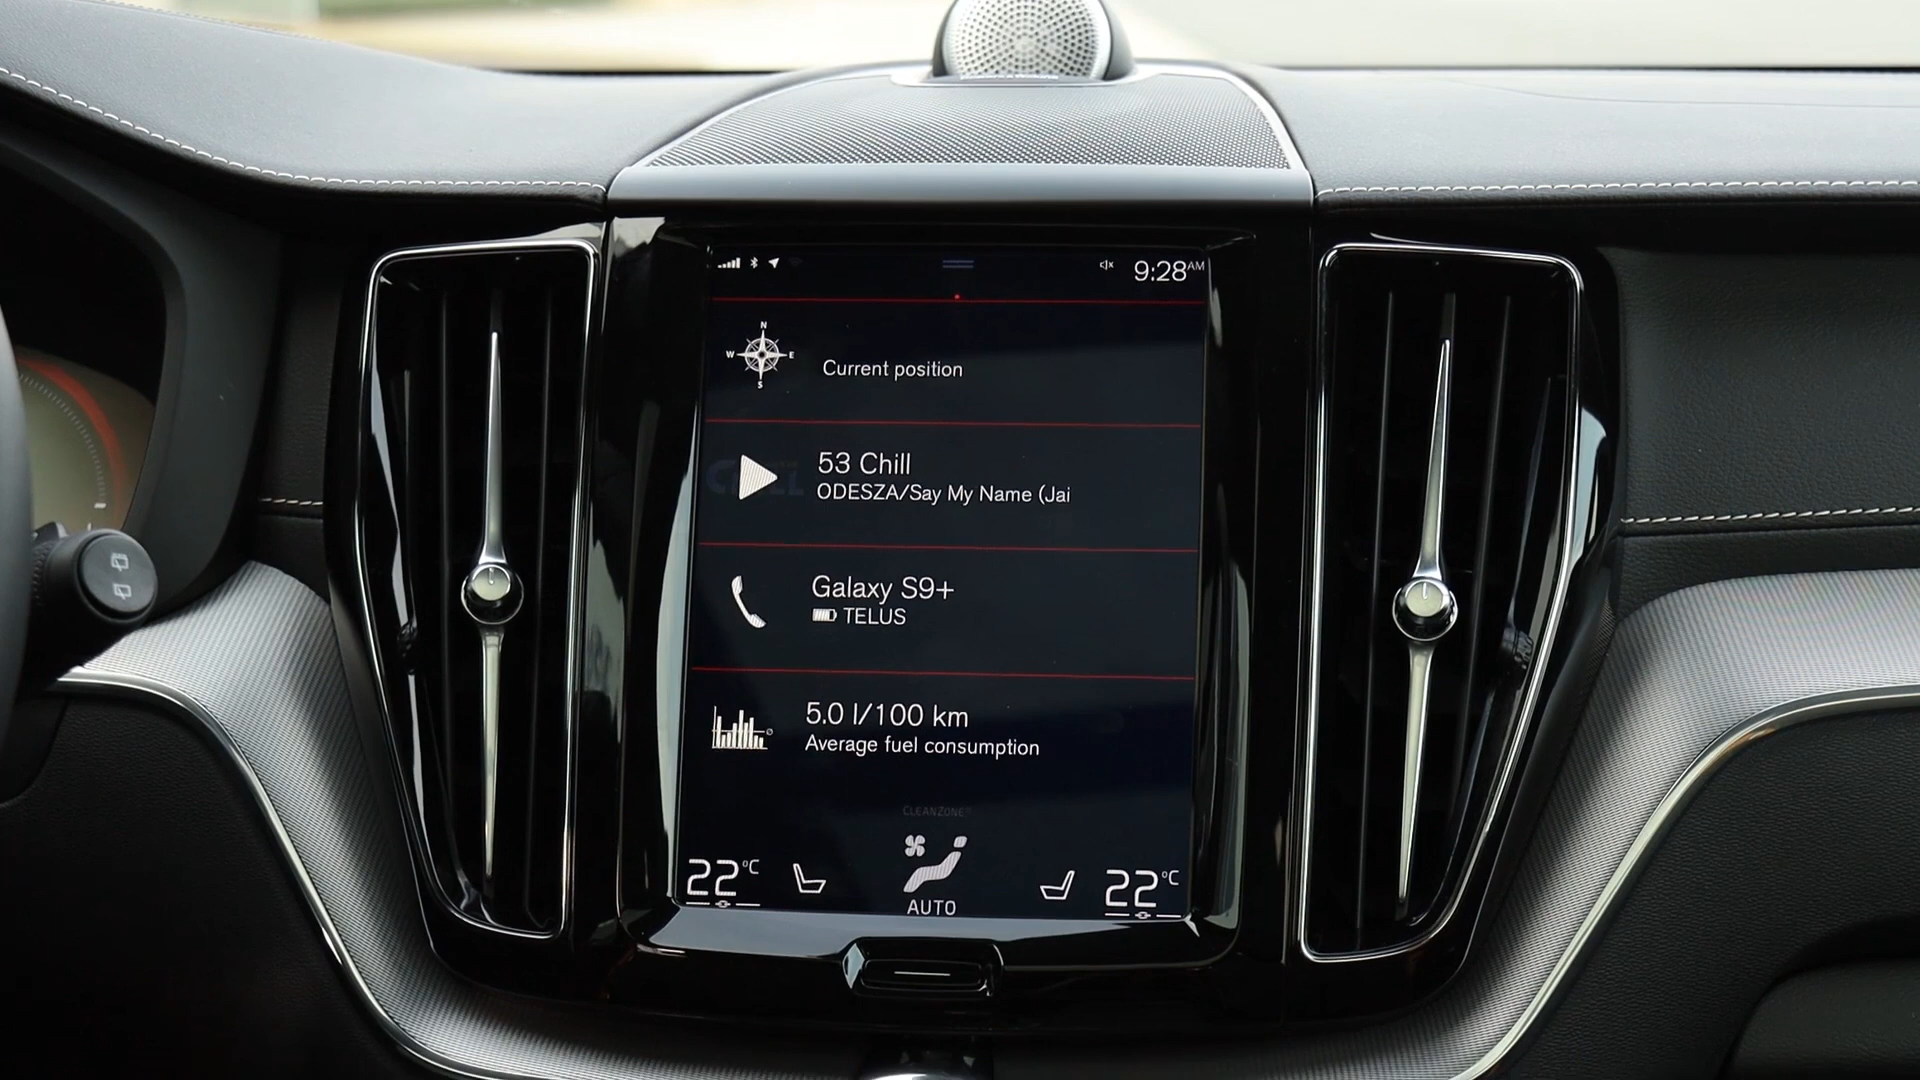 9:28AM
N
W E
S
Current position
53 Chill
ODESZA/Say My Name (Jai
Galaxy S9+
TELUS
5.0 l/100 km
Average fuel consumption
CLEANZONE
22°C
22°C
AUTO